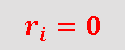 r_i = 0